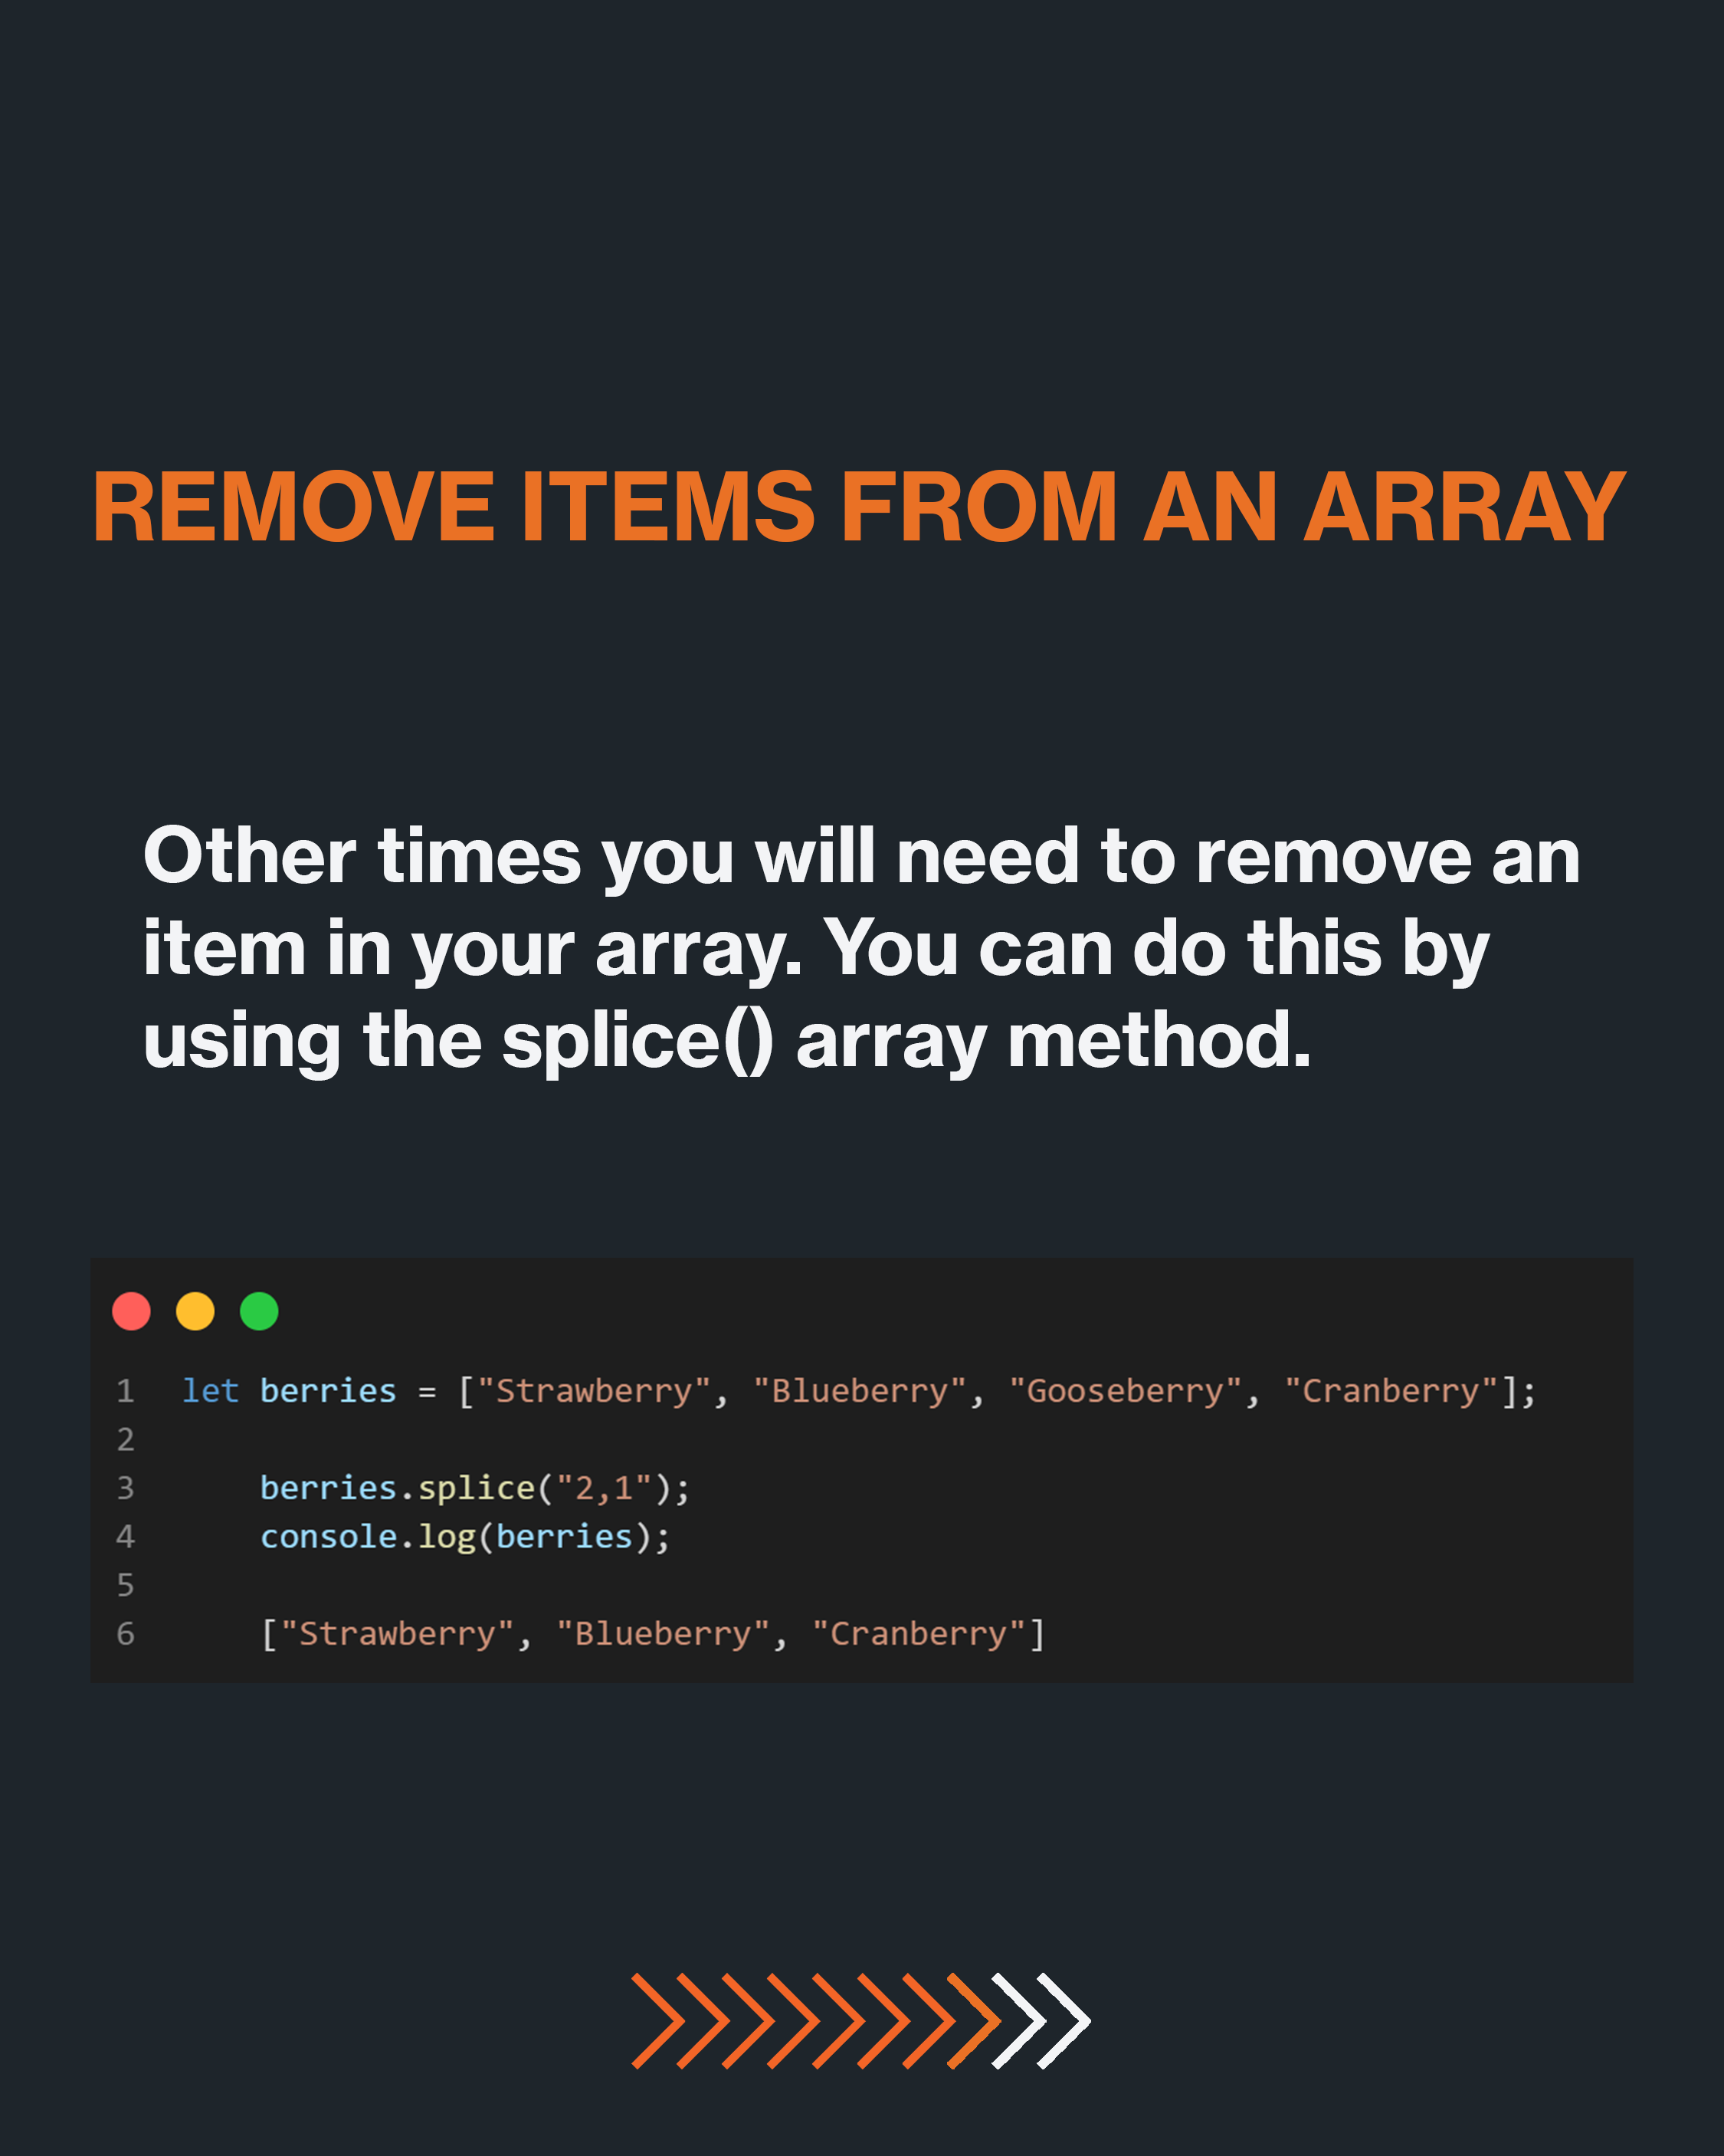 REMOVE ITEMS FROM AN ARRAY
Other times you will need to remove an
item in your array. You can do this by
using the splice() array method.
1 let berries = ["Strawberry", "Blueberry", "Gooseberry", "Cranberry"];
2
3 berries.splice("2,1");
4 console.log(berries);
5
6 ["Strawberry", "Blueberry", "Cranberry"]